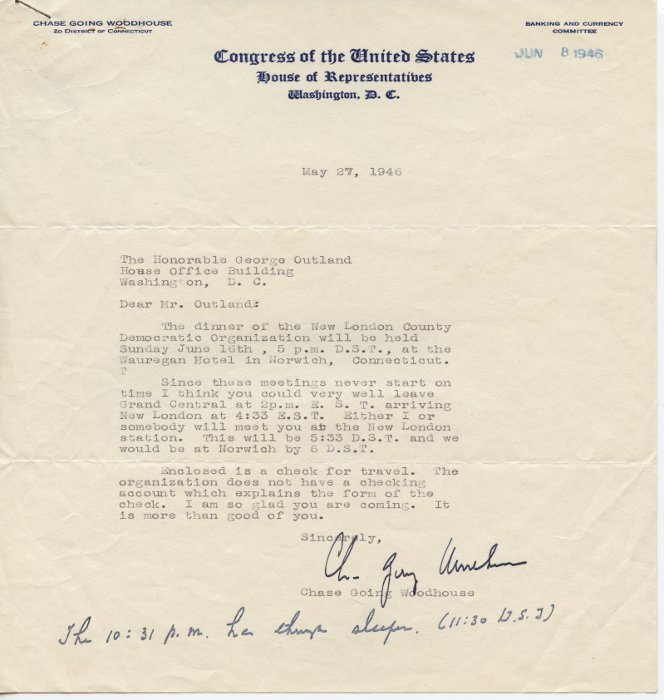 CHASE GOING WOODHOUSE
2D DISTRICT OF CONNECTICUT
BANKING AND CURRENCY
COMMITTEE
Congress of the United States
House of Representatives
Washington, D. C.
JUN 8 1946
May 27, 1946
The Honorable George Outland
House Office Building
Washington, D. C.
Dear Mr. Outland:
The dinner of the New London County
Democratic Organization will be held
Sunday June 16th , 5 p.m. D.S.T., at the
Wauregan Hotel in Norwich, Connecticut.
T
Since these meetings never start on
time I think you could very well leave
Grand Central at 2p.m. E. S. T. arriving
New London at 4:33 E.S.T. Either I or
somebody will meet you at the New London
station. This will be 5:33 D.S.T. and we
would be at Norwich by 6 D.S.T.
Enclosed is a check for travel. The
organization does not have a checking
account which explains the form of the
check. I am so glad you are coming. It
is more than good of you.
Sincerely,
Chase Going Woodhouse
Chase Going Woodhouse
The 10:31 p.m. has through sleeper. (11:30 D.S.T)